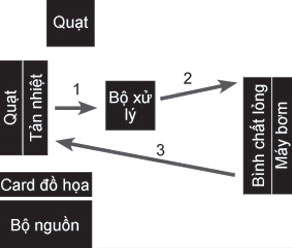 Quạt
Quạt
Tản nhiệt
1
Bộ xử
lý
2
Bình chất lỏng
Máy bơm
3
Card đồ họa
Bộ nguồn